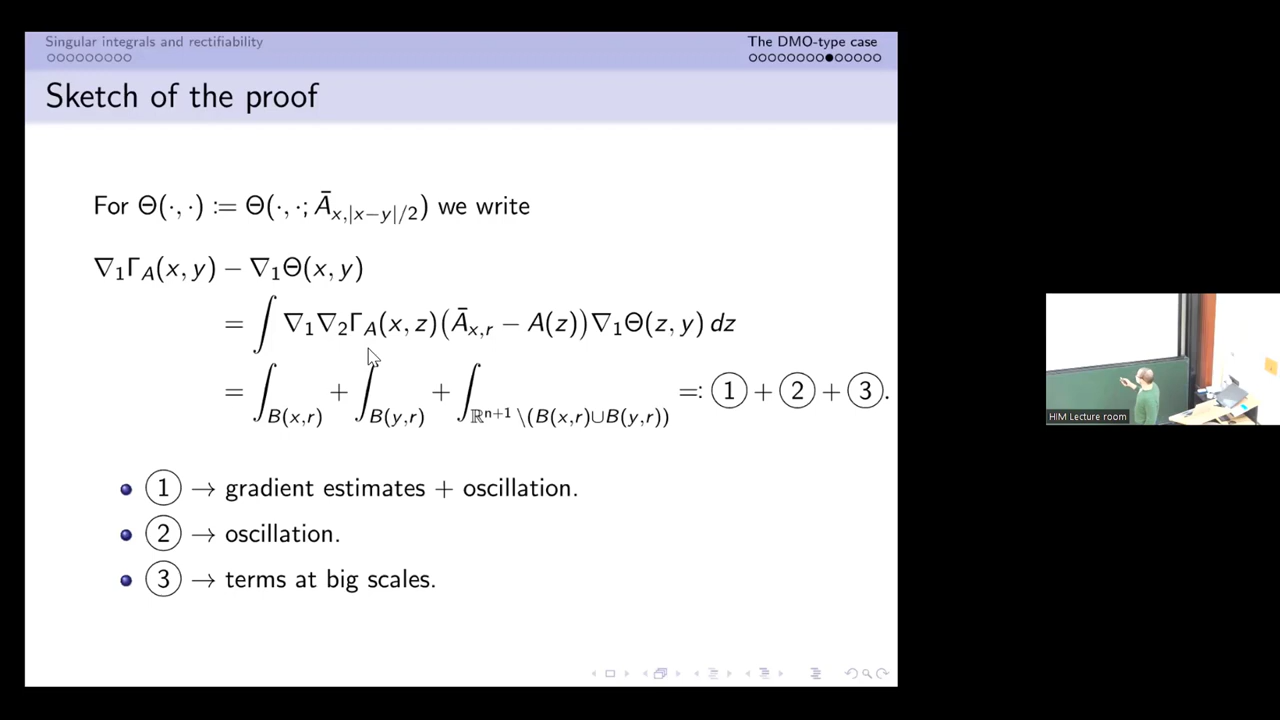 Singular integrals and rectifiability
The DMO-type case
Sketch of the proof
For Θ(·, ·) := Θ(·, ·; Ā_{x,|x−y|/2}) we write
∇₁Γ_A(x, y) − ∇₁Θ(x, y)
= ∫ ∇₁∇₂Γ_A(x, z)(Ā_{x,r} − A(z))∇₁Θ(z, y) dz
= ∫_{B(x,r)} + ∫_{B(y,r)} + ∫_{ℝⁿ⁺¹\(B(x,r)∪B(y,r))} =: ① + ② + ③.
① → gradient estimates + oscillation.
② → oscillation.
③ → terms at big scales.
HIM Lecture room